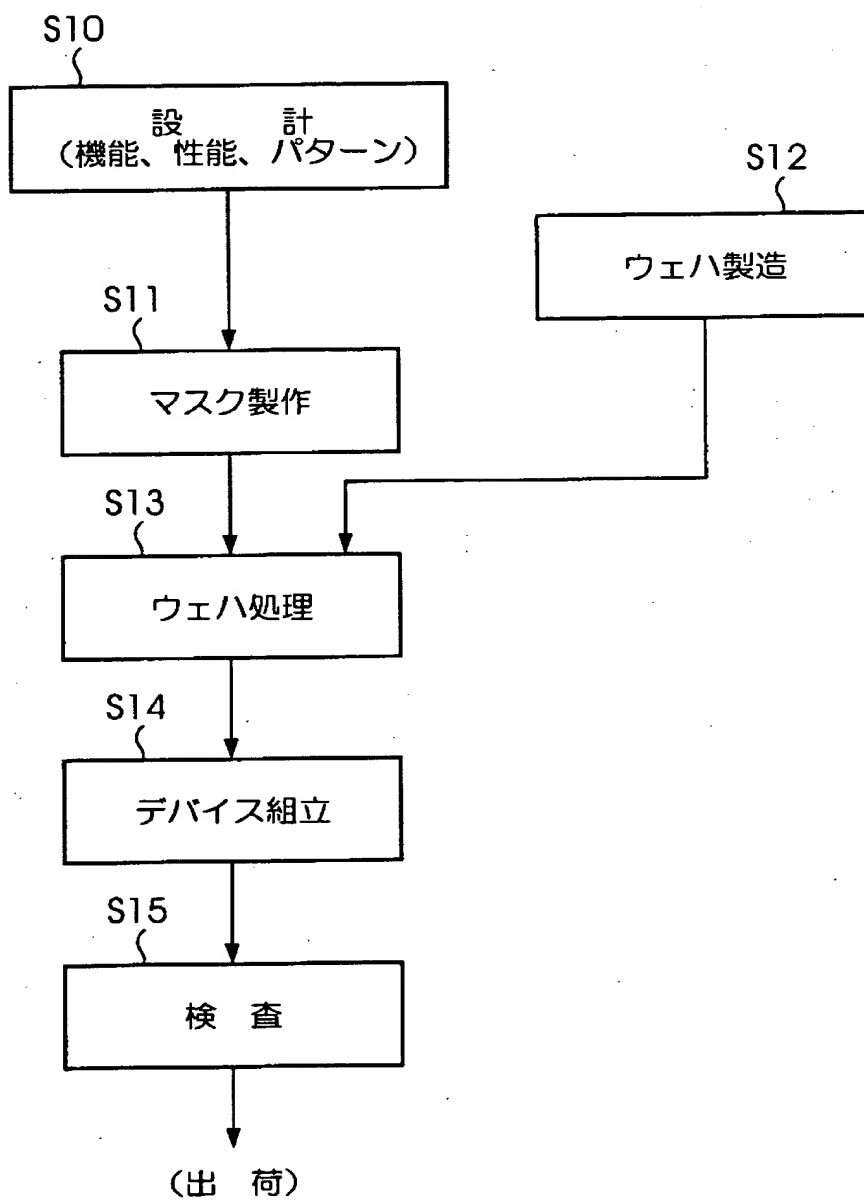 S10
設 計
(機能、性能、パターン)
S12
ウェハ製造
S11
マスク製作
S13
ウェハ処理
S14
デバイス組立
S15
検 査
(出 荷)